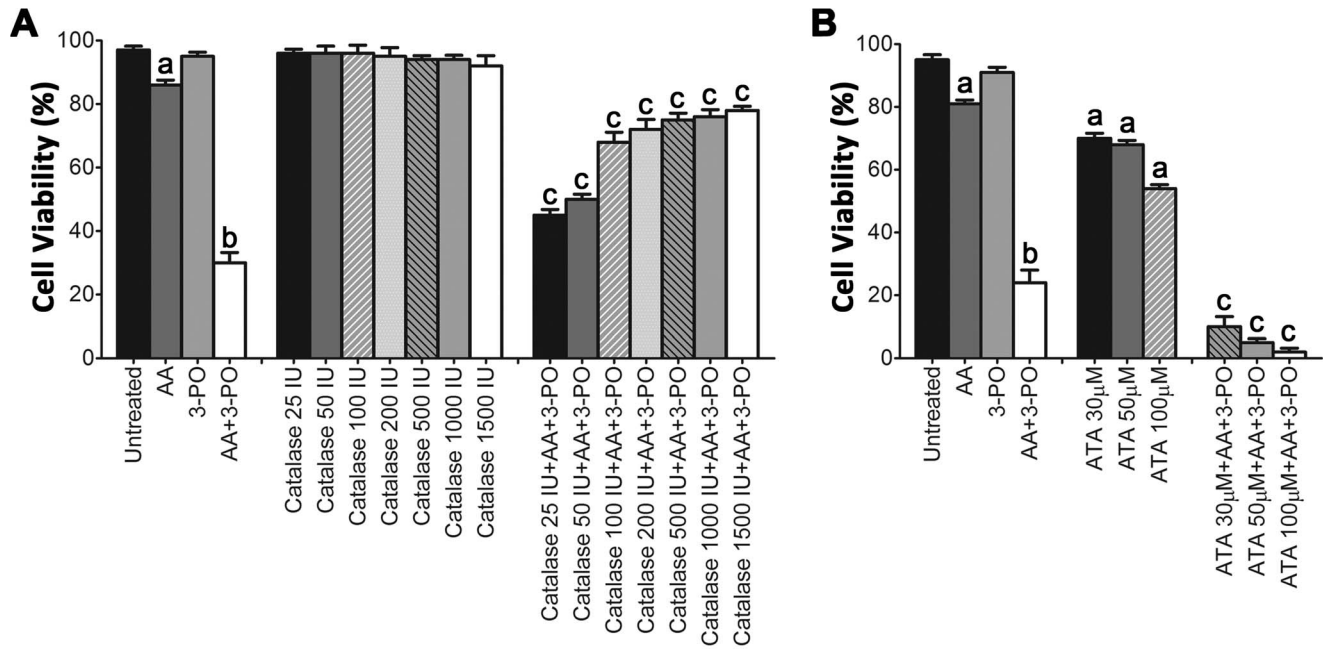 A
Cell Viability (%)
100
80
60
40
20
0
a
b
c
c
c
c
c
c
c
Untreated
AA
3-PO
AA+3-PO
Catalase 25 IU
Catalase 50 IU
Catalase 100 IU
Catalase 200 IU
Catalase 500 IU
Catalase 1000 IU
Catalase 1500 IU
Catalase 25 IU+AA+3-PO
Catalase 50 IU+AA+3-PO
Catalase 100 IU+AA+3-PO
Catalase 200 IU+AA+3-PO
Catalase 500 IU+AA+3-PO
Catalase 1000 IU+AA+3-PO
Catalase 1500 IU+AA+3-PO
B
Cell Viability (%)
100
80
60
40
20
0
a
b
a
a
a
c
c
c
Untreated
AA
3-PO
AA+3-PO
ATA 30µM
ATA 50µM
ATA 100µM
ATA 30µM+AA+3-PO
ATA 50µM+AA+3-PO
ATA 100µM+AA+3-PO